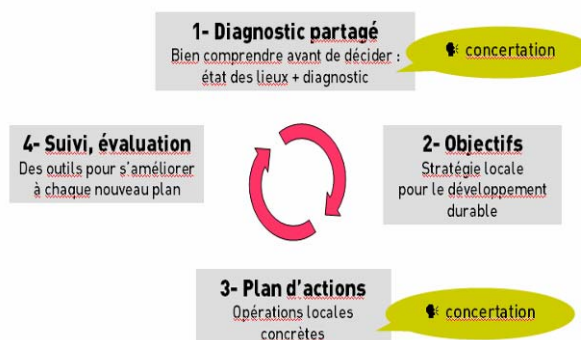 1- Diagnostic partagé
Bien comprendre avant de décider :
état des lieux + diagnostic
concertation
4- Suivi, évaluation
Des outils pour s'améliorer
à chaque nouveau plan
2- Objectifs
Stratégie locale
pour le développement
durable
3- Plan d'actions
Opérations locales
concrètes
concertation